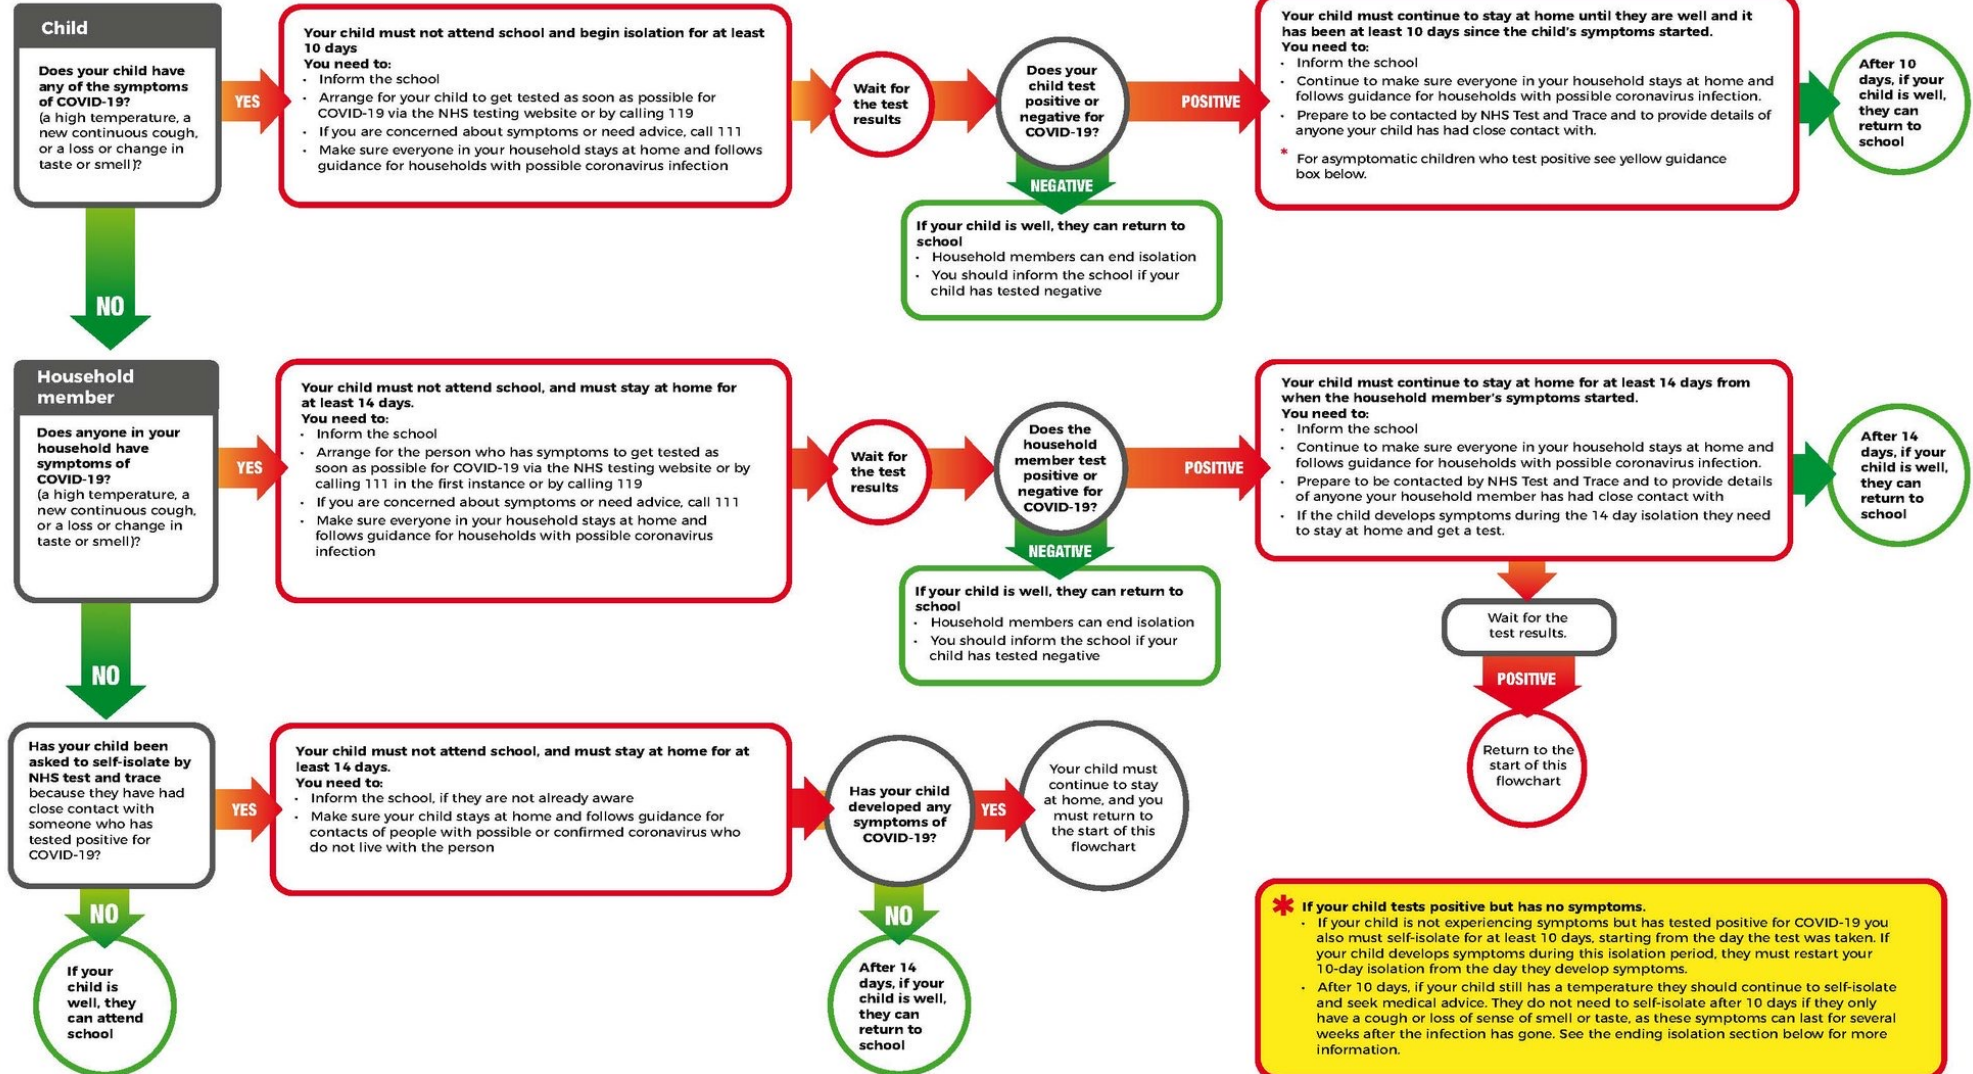 Child
Does your child have
any of the symptoms
of COVID-19?
(a high temperature, a
new continuous cough,
or a loss or change in
taste or smell)?
YES
Your child must not attend school and begin isolation for at least
10 days
You need to:
• Inform the school
• Arrange for your child to get tested as soon as possible for
COVID-19 via the NHS testing website or by calling 119
• If you are concerned about symptoms or need advice, call 111
• Make sure everyone in your household stays at home and follows
guidance for households with possible coronavirus infection
Wait for
the test
results
Does your
child test
positive or
negative for
COVID-19?
POSITIVE
Your child must continue to stay at home until they are well and it
has been at least 10 days since the child's symptoms started.
You need to:
• Inform the school
• Continue to make sure everyone in your household stays at home and
follows guidance for households with possible coronavirus infection.
• Prepare to be contacted by NHS Test and Trace and to provide details of
anyone your child has had close contact with.
* For asymptomatic children who test positive see yellow guidance
box below.
After 10
days, if your
child is well,
they can
return to
school
NEGATIVE
If your child is well, they can return to
school
• Household members can end isolation
• You should inform the school if your
child has tested negative
NO
Household
member
Does anyone in your
household have
symptoms of
COVID-19?
(a high temperature, a
new continuous cough,
or a loss or change in
taste or smell)?
YES
Your child must not attend school, and must stay at home for
at least 14 days.
You need to:
• Inform the school
• Arrange for the person who has symptoms to get tested as
soon as possible for COVID-19 via the NHS testing website or by
calling 111 in the first instance or by calling 119
• If you are concerned about symptoms or need advice, call 111
• Make sure everyone in your household stays at home and
follows guidance for households with possible coronavirus
infection
Wait for
the test
results
Does the
household
member test
positive or
negative for
COVID-19?
POSITIVE
Your child must continue to stay at home for at least 14 days from
when the household member's symptoms started.
You need to:
• Inform the school
• Continue to make sure everyone in your household stays at home and
follows guidance for households with possible coronavirus infection.
• Prepare to be contacted by NHS Test and Trace and to provide details
of anyone your household member has had close contact with
• If the child develops symptoms during the 14 day isolation they need
to stay at home and get a test.
After 14
days, if your
child is well,
they can
return to
school
NEGATIVE
If your child is well, they can return to
school
• Household members can end isolation
• You should inform the school if your
child has tested negative
Wait for the
test results.
POSITIVE
Return to the
start of this
flowchart
NO
Has your child been
asked to self-isolate by
NHS test and trace
because they have had
close contact with
someone who has
tested positive for
COVID-19?
YES
Your child must not attend school, and must stay at home for at
least 14 days.
You need to:
• Inform the school, if they are not already aware
• Make sure your child stays at home and follows guidance for
contacts of people with possible or confirmed coronavirus who
do not live with the person
Has your child
developed any
symptoms of
COVID-19?
YES
Your child must
continue to stay
at home, and you
must return to
the start of this
flowchart
NO
If your
child is
well, they
can attend
school
NO
After 14
days, if your
child is well,
they can
return to
school
* If your child tests positive but has no symptoms.
• If your child is not experiencing symptoms but has tested positive for COVID-19 you
also must self-isolate for at least 10 days, starting from the day the test was taken. If
your child develops symptoms during this isolation period, they must restart your
10-day isolation from the day they develop symptoms.
• After 10 days, if your child still has a temperature they should continue to self-isolate
and seek medical advice. They do not need to self-isolate after 10 days if they only
have a cough or loss of sense of smell or taste, as these symptoms can last for several
weeks after the infection has gone. See the ending isolation section below for more
information.